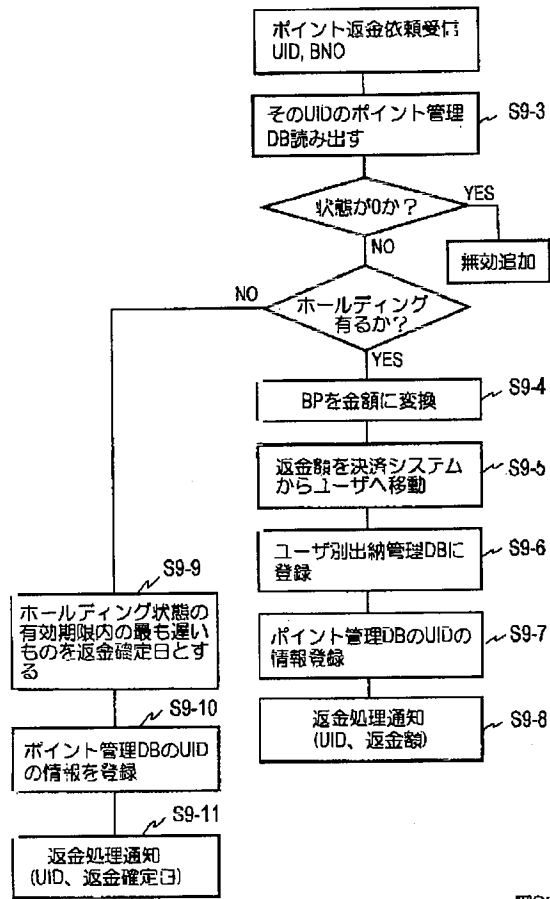 ポイント返金依頼受信
UID, BNO
そのUIDのポイント管理
DB読み出す
S9-3
状態が0か？
YES
NO
無効追加
ホールディング
有るか？
NO
YES
BPを金額に変換
S9-4
返金額を決済システム
からユーザへ移動
S9-5
ユーザ別出納管理DBに
登録
S9-6
ポイント管理DBのUIDの
情報登録
S9-7
返金処理通知
(UID、返金額)
S9-8
S9-9
ホールディング状態の
有効期限内の最も遅い
ものを返金確定日とす
る
S9-10
ポイント管理DBのUID
の情報を登録
S9-11
返金処理通知
(UID、返金確定日)